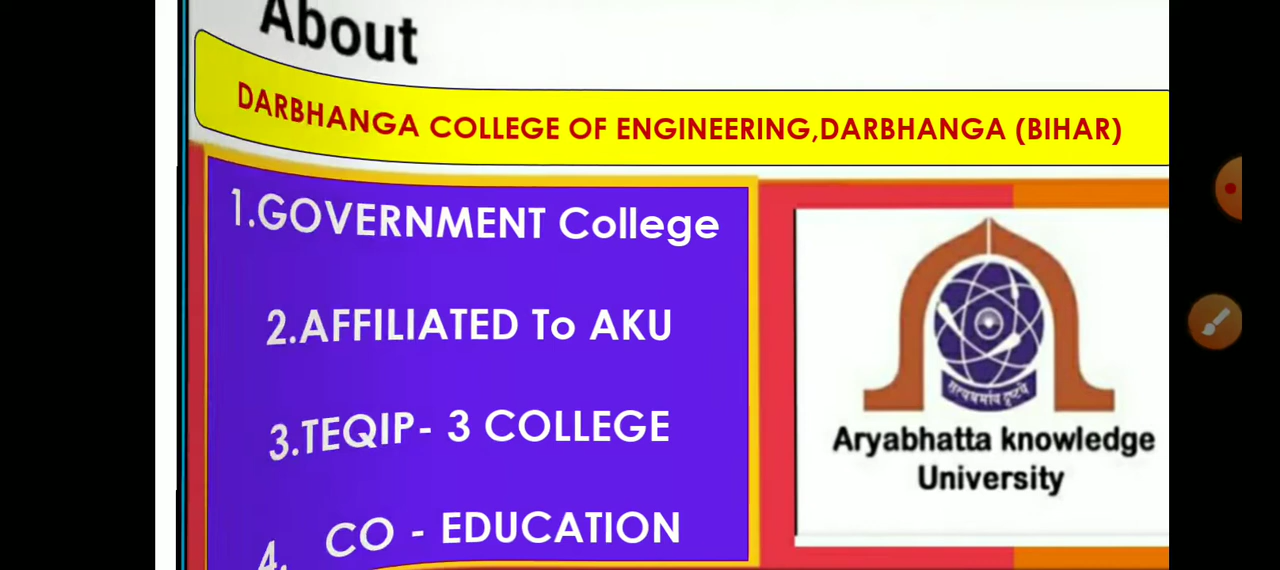 About
DARBHANGA COLLEGE OF ENGINEERING,DARBHANGA (BIHAR)
1.GOVERNMENT College
2.AFFILIATED To AKU
3.TEQIP- 3 COLLEGE
4. CO - EDUCATION
Aryabhatta knowledge
University